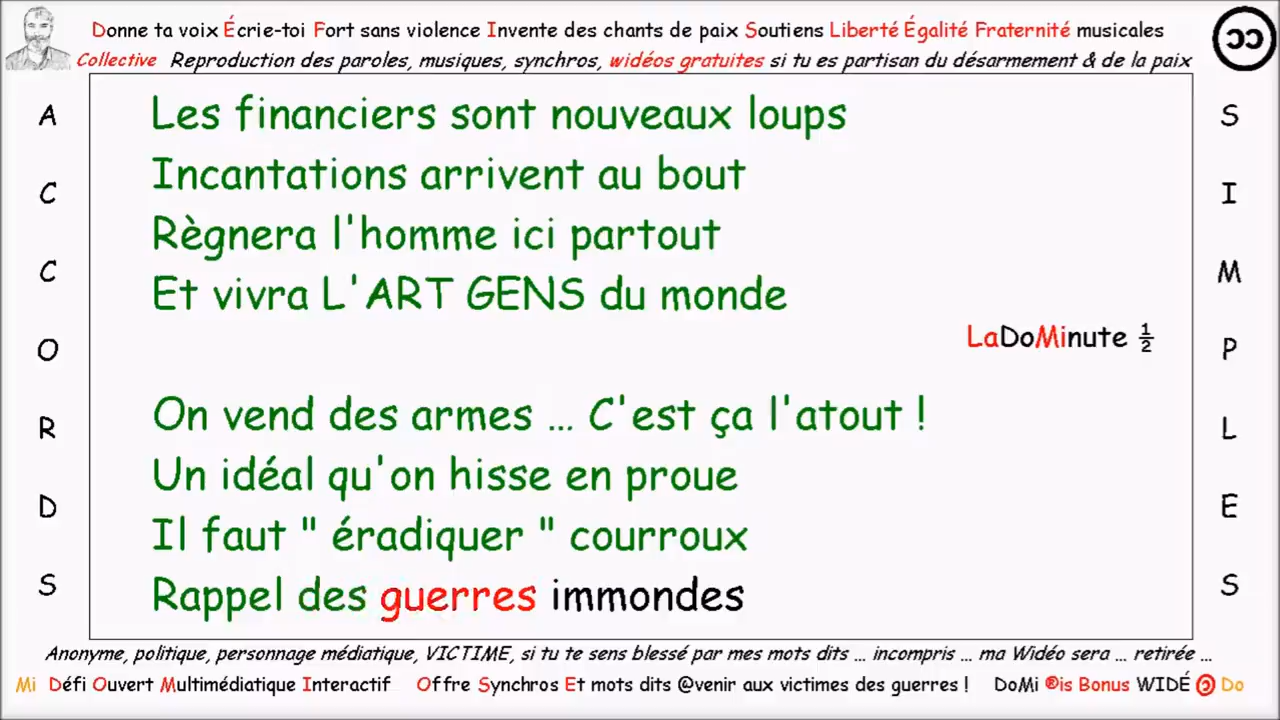 Donne ta voix Écrie-toi Fort sans violence Invente des chants de paix Soutiens Liberté Égalité Fraternité musicales
Collective Reproduction des paroles, musiques, synchros, widéos gratuites si tu es partisan du désarmement & de la paix
ACCORDS
Les financiers sont nouveaux loups
Incantations arrivent au bout
Règnera l'homme ici partout
Et vivra L'ART GENS du monde
LaDoMinute ½
On vend des armes ... C'est ça l'atout !
Un idéal qu'on hisse en proue
Il faut " éradiquer " courroux
Rappel des guerres immondes
SIMPLES
Anonyme, politique, personnage médiatique, VICTIME, si tu te sens blessé par mes mots dits ... incompris ... ma Widéo sera ... retirée ...
Mi Défi Ouvert Multimédiatique Interactif Offre Synchros Et mots dits @venir aux victimes des guerres ! DoMi ®is Bonus WIDÉ Do